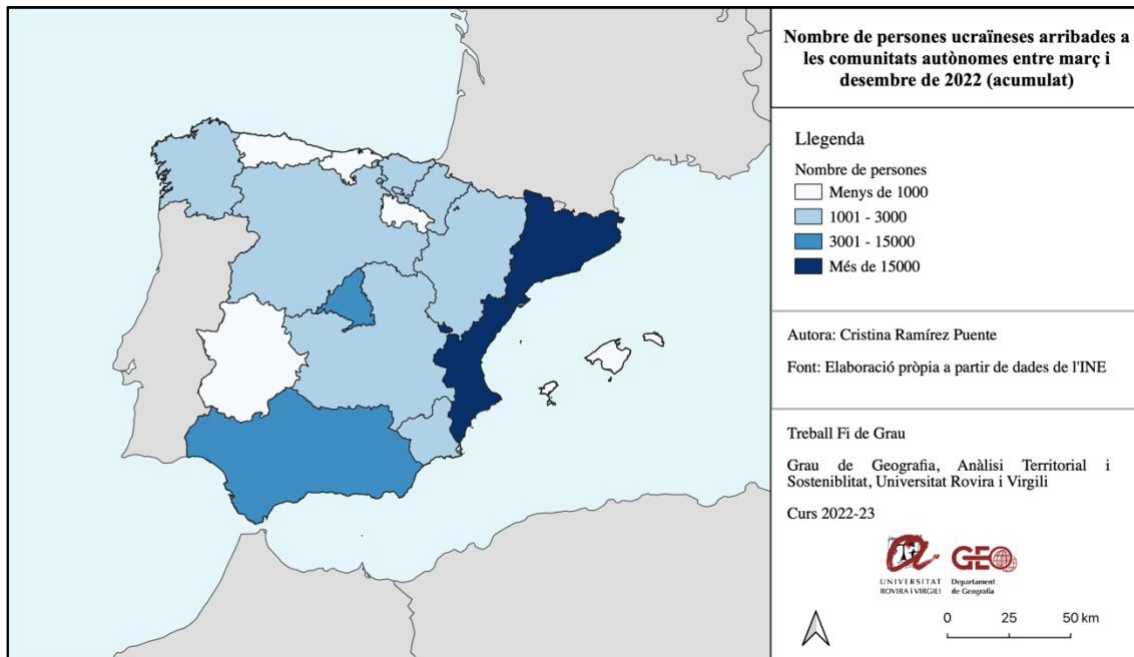 Nombre de persones ucraïneses arribades a
les comunitats autònomes entre març i
desembre de 2022 (acumulat)
Llegenda
Nombre de persones
Menys de 1000
1001 - 3000
3001 - 15000
Més de 15000
Autora: Cristina Ramírez Puente
Font: Elaboració pròpia a partir de dades de l'INE
Treball Fi de Grau
Grau de Geografia, Anàlisi Territorial i
Sosteniblitat, Universitat Rovira i Virgili
Curs 2022-23
UNIVERSITAT
ROVIRA I VIRGILI
GEO
Departament
de Geografia
0 25 50 km